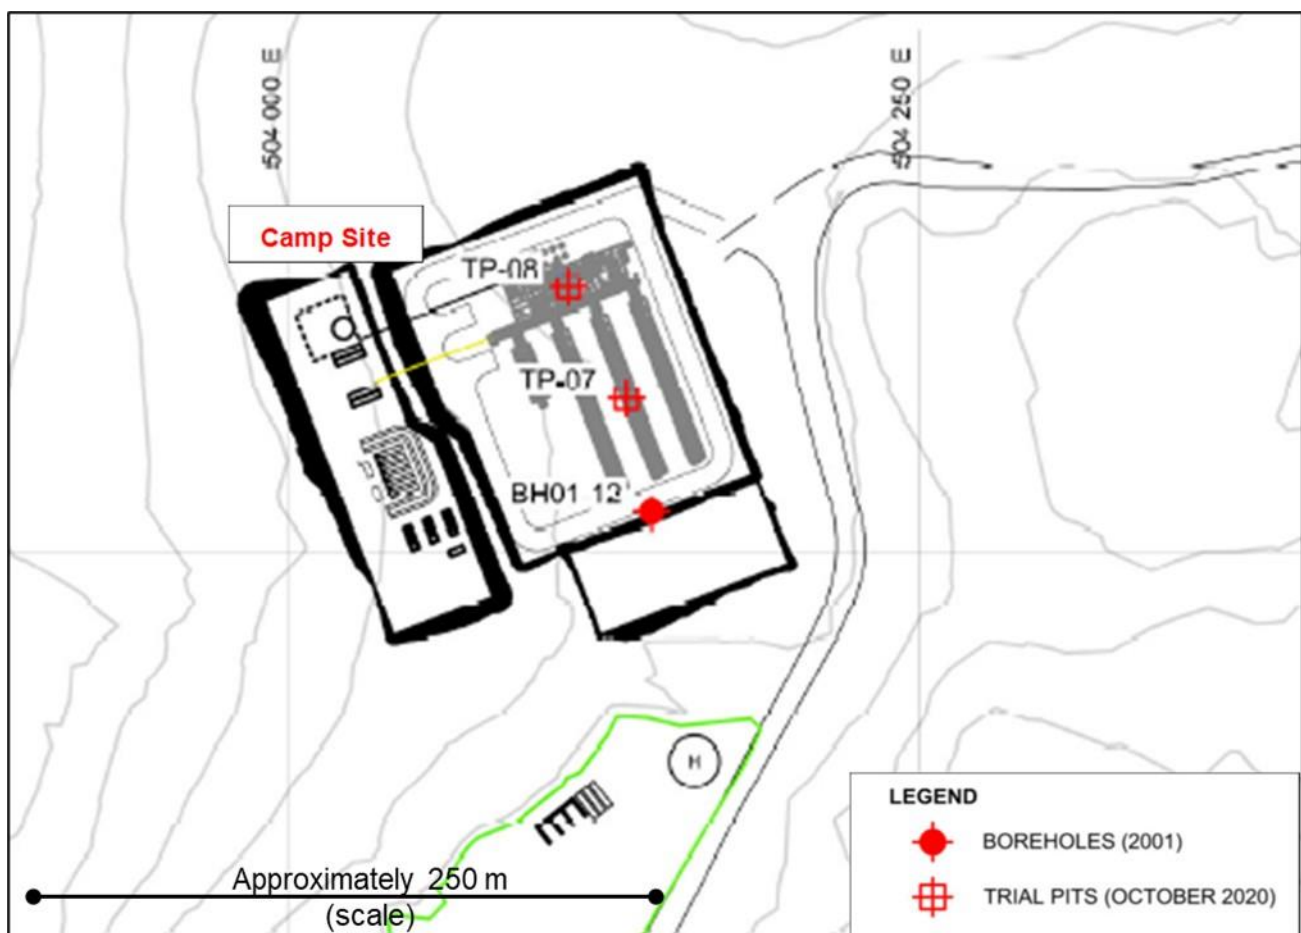 504 000 E
504 250 E
Camp Site
TP-08
TP-07
BH01 12
H
LEGEND
BOREHOLES (2001)
TRIAL PITS (OCTOBER 2020)
Approximately 250 m
(scale)